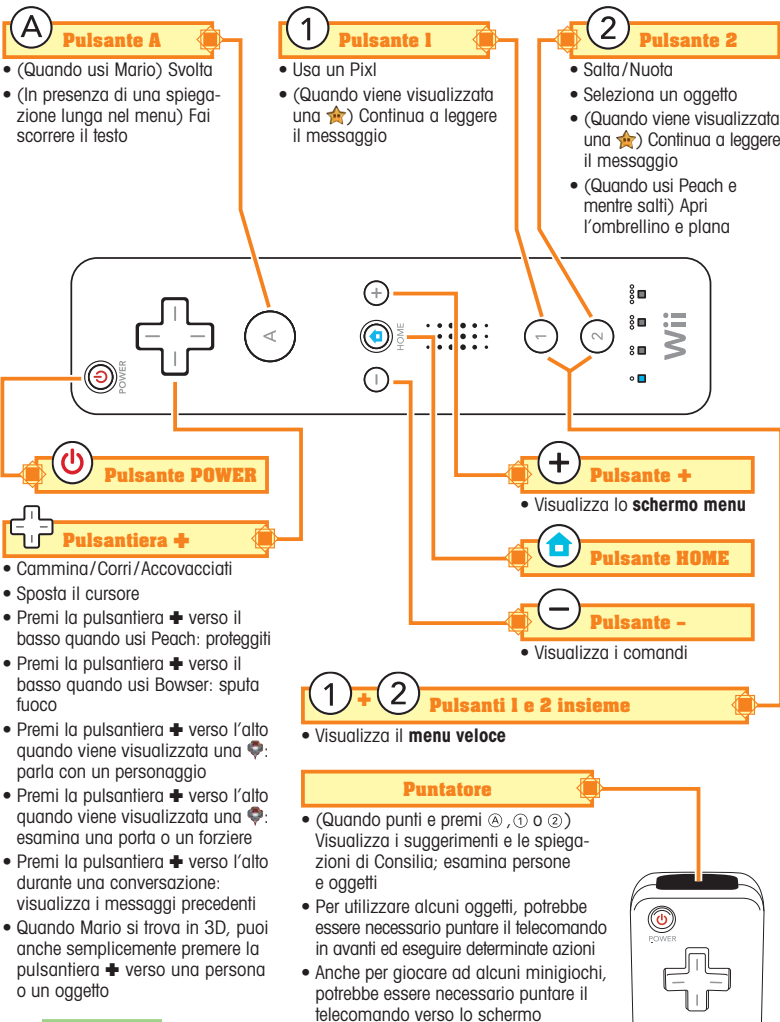 A Pulsante A
• (Quando usi Mario) Svolta
• (In presenza di una spiega-
zione lunga nel menu) Fai
scorrere il testo
1 Pulsante 1
• Usa un Pixl
• (Quando viene visualizzata
una ) Continua a leggere
il messaggio
2 Pulsante 2
• Salta/Nuota
• Seleziona un oggetto
• (Quando viene visualizzata
una ) Continua a leggere
il messaggio
• (Quando usi Peach e
mentre salti) Apri
l'ombrellino e plana
POWER
A
+
HOME
−
1
2
Wii
Pulsante POWER
Pulsantiera ✚
• Cammina/Corri/Accovacciati
• Sposta il cursore
• Premi la pulsantiera ✚ verso il
basso quando usi Peach: proteggiti
• Premi la pulsantiera ✚ verso il
basso quando usi Bowser: sputa
fuoco
• Premi la pulsantiera ✚ verso l'alto
quando viene visualizzata una :
parla con un personaggio
• Premi la pulsantiera ✚ verso l'alto
quando viene visualizzata una :
esamina una porta o un forziere
• Premi la pulsantiera ✚ verso l'alto
durante una conversazione:
visualizza i messaggi precedenti
• Quando Mario si trova in 3D, puoi
anche semplicemente premere la
pulsantiera ✚ verso una persona
o un oggetto
+ Pulsante +
• Visualizza lo schermo menu
Pulsante HOME
− Pulsante –
• Visualizza i comandi
1 + 2 Pulsanti 1 e 2 insieme
• Visualizza il menu veloce
Puntatore
• (Quando punti e premi Ⓐ, ① o ②)
Visualizza i suggerimenti e le spiega-
zioni di Consilia; esamina persone
e oggetti
• Per utilizzare alcuni oggetti, potrebbe
essere necessario puntare il telecomando
in avanti ed eseguire determinate azioni
• Anche per giocare ad alcuni minigiochi,
potrebbe essere necessario puntare il
telecomando verso lo schermo
POWER